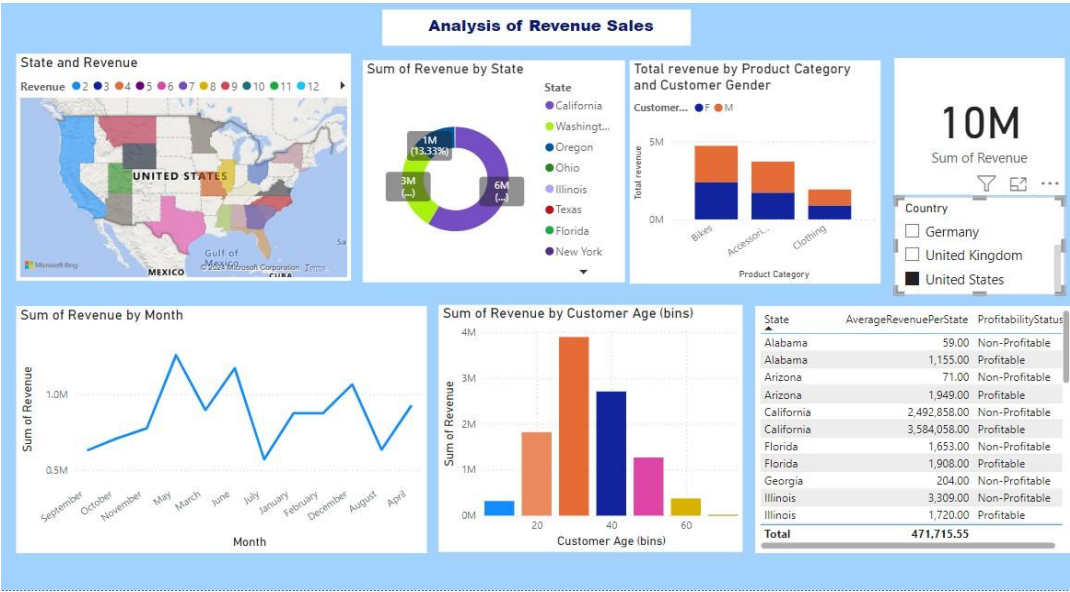 Analysis of Revenue Sales
State and Revenue
Revenue 2 3 4 5 6 7 8 9 10 11 12
UNITED STATES
Gulf of
Mexico
MEXICO
CUBA
Sa
Microsoft Bing
© 2024 Microsoft Corporation Terms
Sum of Revenue by State
1M
(13.33%)
3M
(...)
6M
(...)
State
California
Washingt...
Oregon
Ohio
Illinois
Texas
Florida
New York
Total revenue by Product Category
and Customer Gender
Customer... F M
Total revenue
5M
0M
Bikes
Accessori...
Clothing
Product Category
10M
Sum of Revenue
Country
Germany
United Kingdom
United States
Sum of Revenue by Month
Sum of Revenue
1.0M
0.5M
September
October
November
May
March
June
July
January
February
December
August
April
Month
Sum of Revenue by Customer Age (bins)
Sum of Revenue
4M
3M
2M
1M
0M
20 40 60
Customer Age (bins)
State AverageRevenuePerState ProfitabilityStatus
Alabama 59.00 Non-Profitable
Alabama 1,155.00 Profitable
Arizona 71.00 Non-Profitable
Arizona 1,949.00 Profitable
California 2,492,858.00 Non-Profitable
California 3,584,058.00 Profitable
Florida 1,653.00 Non-Profitable
Florida 1,908.00 Profitable
Georgia 204.00 Non-Profitable
Illinois 3,309.00 Non-Profitable
Illinois 1,720.00 Profitable
Total 471,715.55